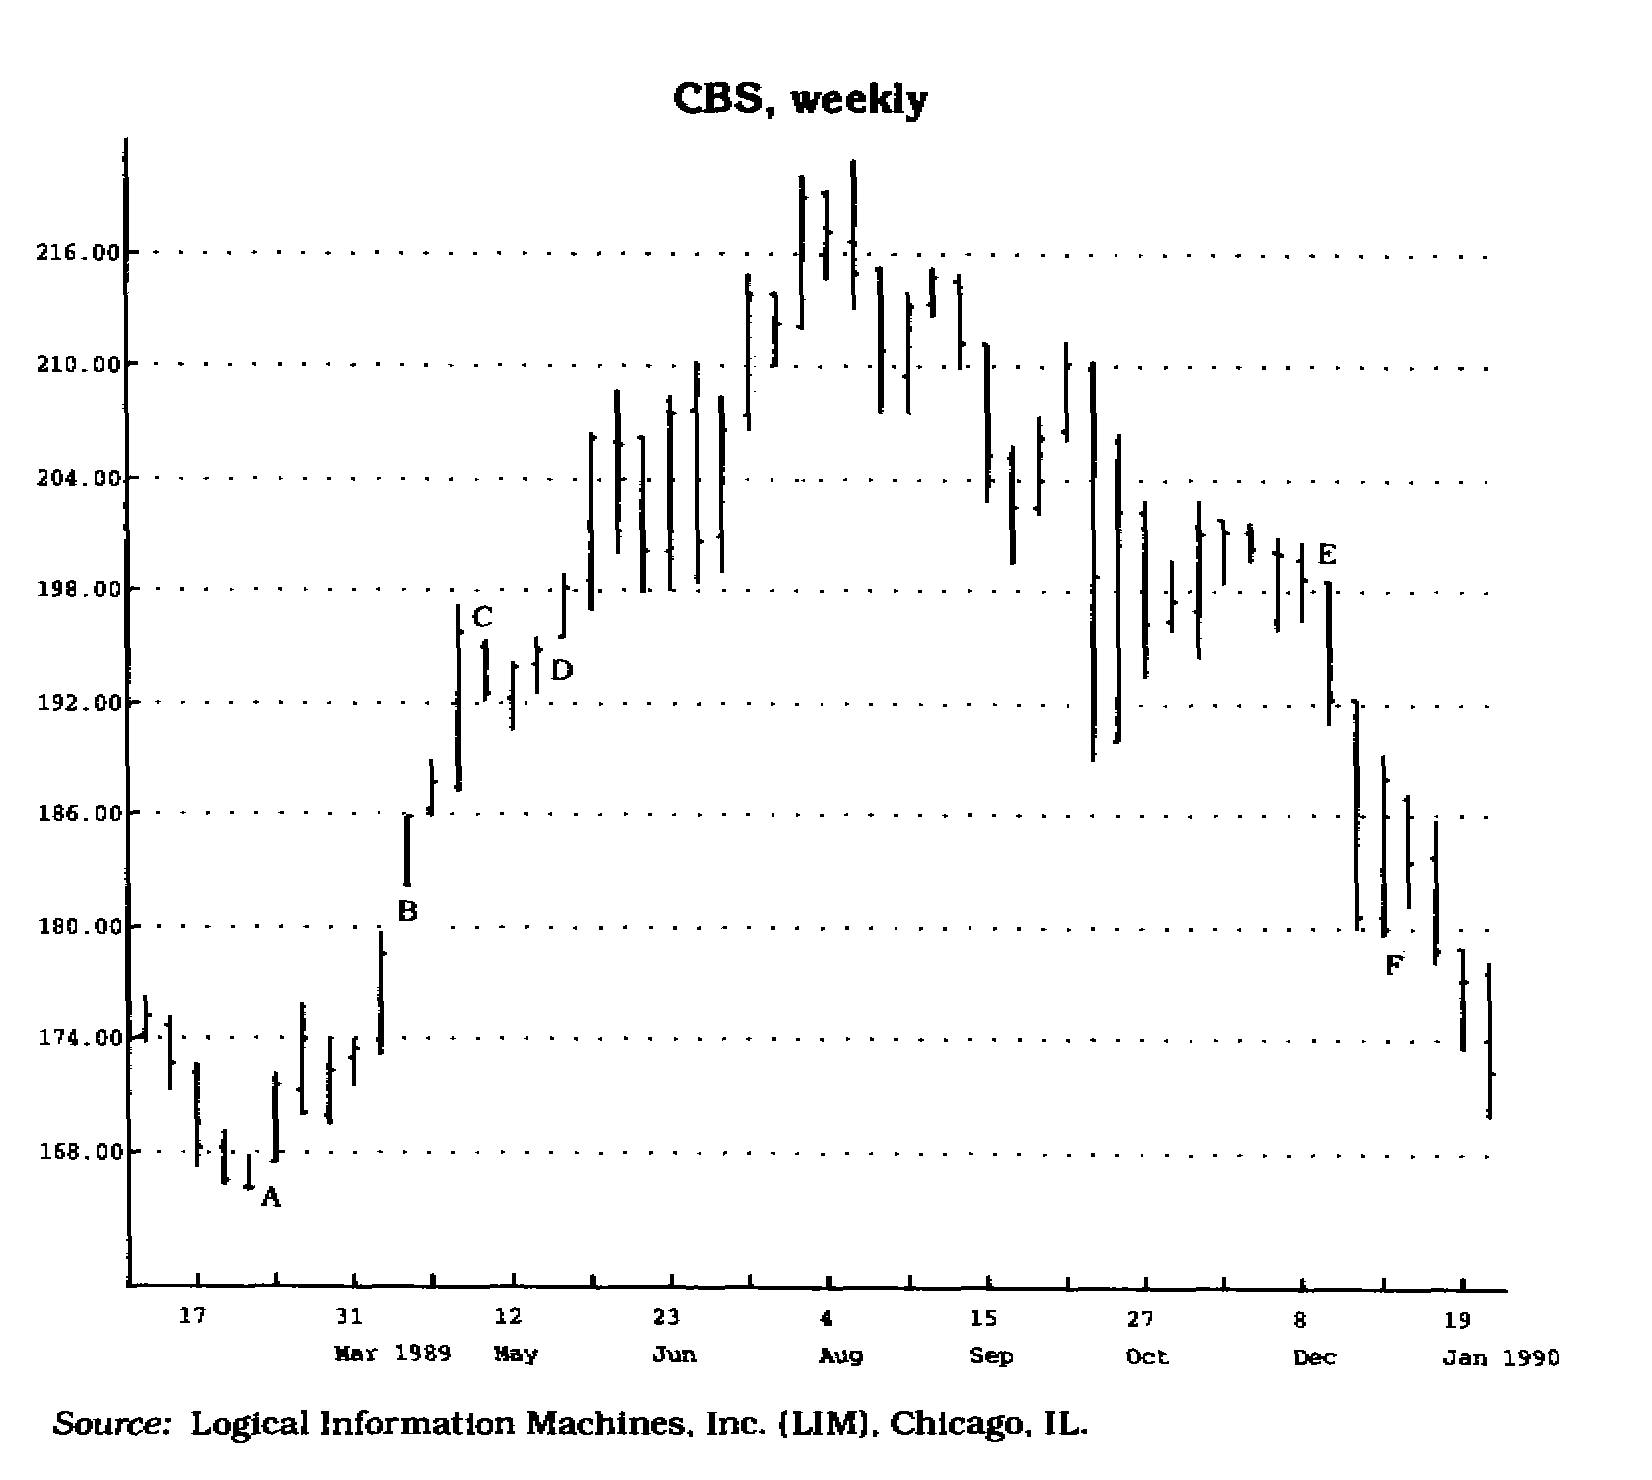 CBS, weekly
216.00
210.00
204.00
E
198.00
C
D
192.00
186.00
B
180.00
F
174.00
168.00
A
17 31 12 23 4 15 27 8 19
Mar 1989 May Jun Aug Sep Oct Dec Jan 1990
Source: Logical Information Machines, Inc. (LIM), Chicago, IL.